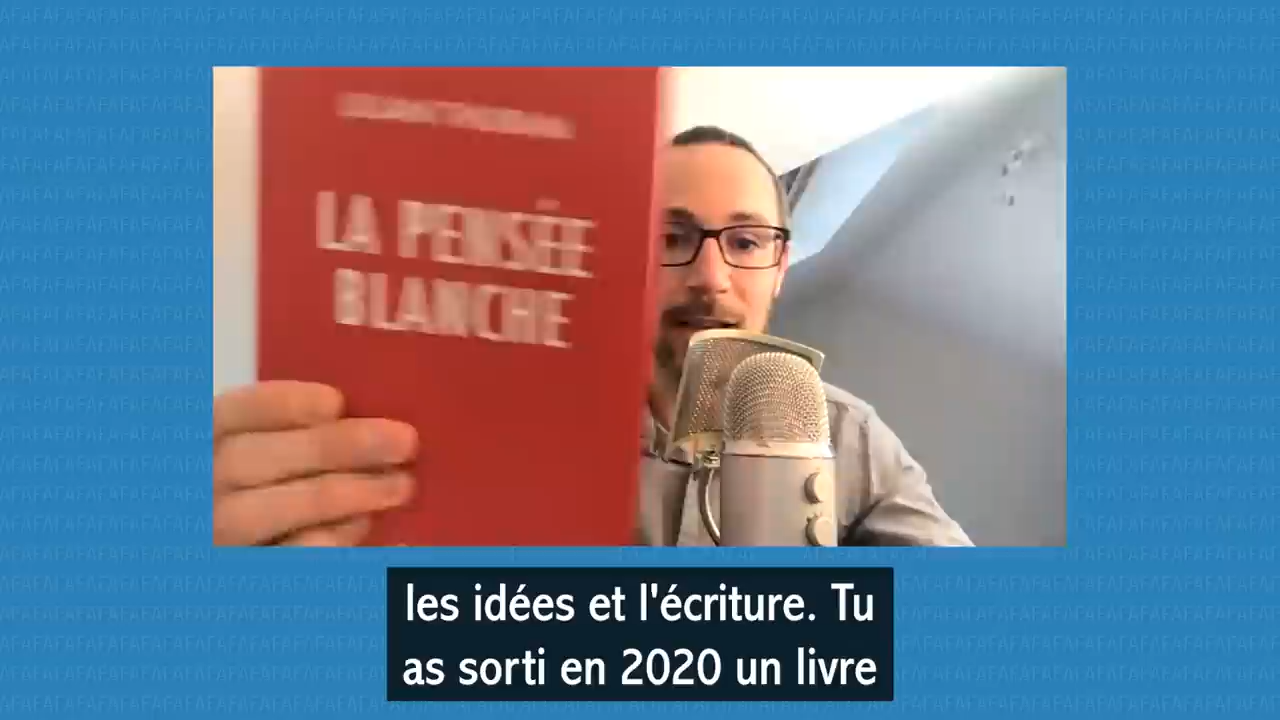 LA PENSÉE
BLANCHE
les idées et l'écriture. Tu
as sorti en 2020 un livre